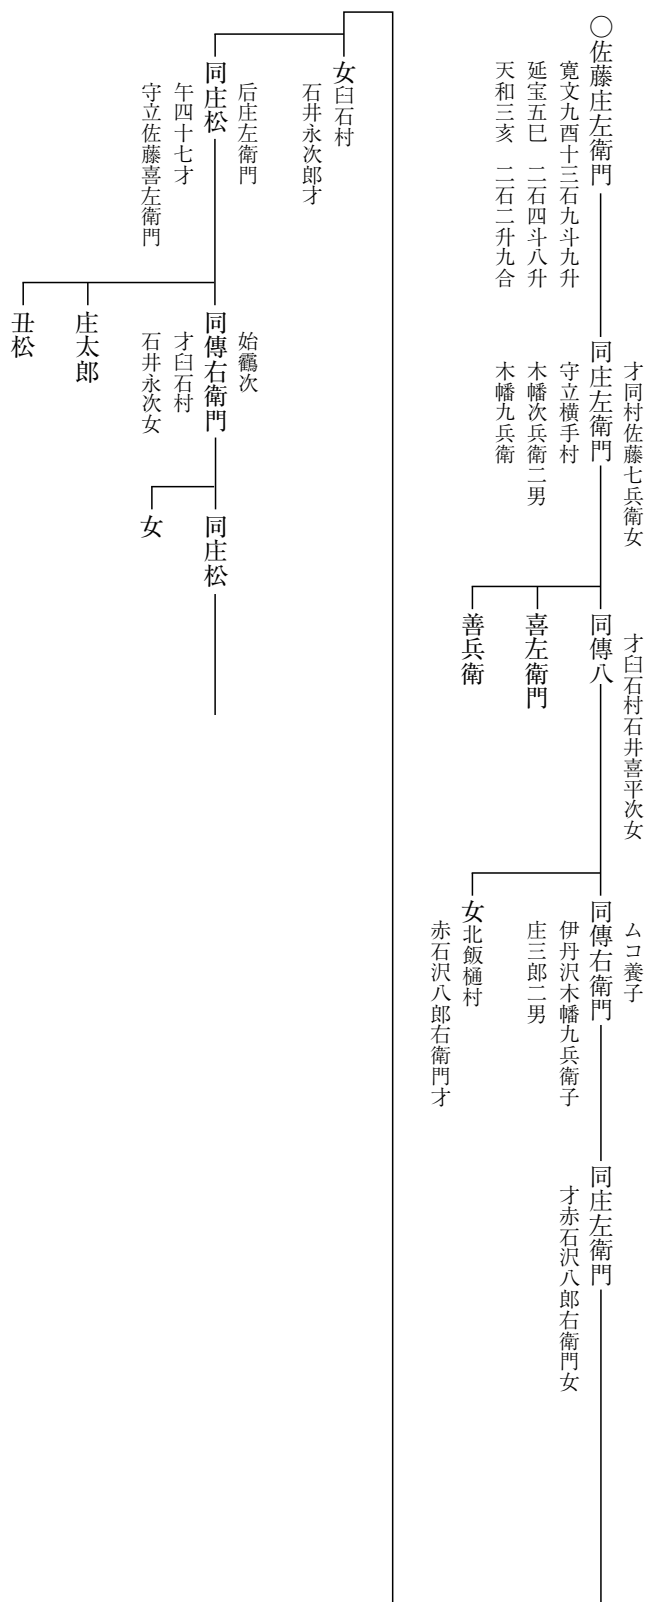 〇佐藤庄左衛門
寛文九酉十三石九斗九升
延宝五巳　二石四斗八升
天和三亥　二石二升九合
才同村佐藤七兵衛女
同庄左衛門
守立横手村
木幡次兵衛二男
木幡九兵衛
才臼石村石井喜平次女
同傳八
喜左衛門
善兵衛
ムコ養子
同傳右衛門
伊丹沢木幡九兵衛子
庄三郎二男
女北飯樋村
赤石沢八郎右衛門才
同庄左衛門
才赤石沢八郎右衛門女
女臼石村
石井永次郎才
后庄左衛門
同庄松
午四十七才
守立佐藤喜左衛門
始鸖次
同傳右衛門
才臼石村
石井永次女
庄太郎
丑松
同庄松
女